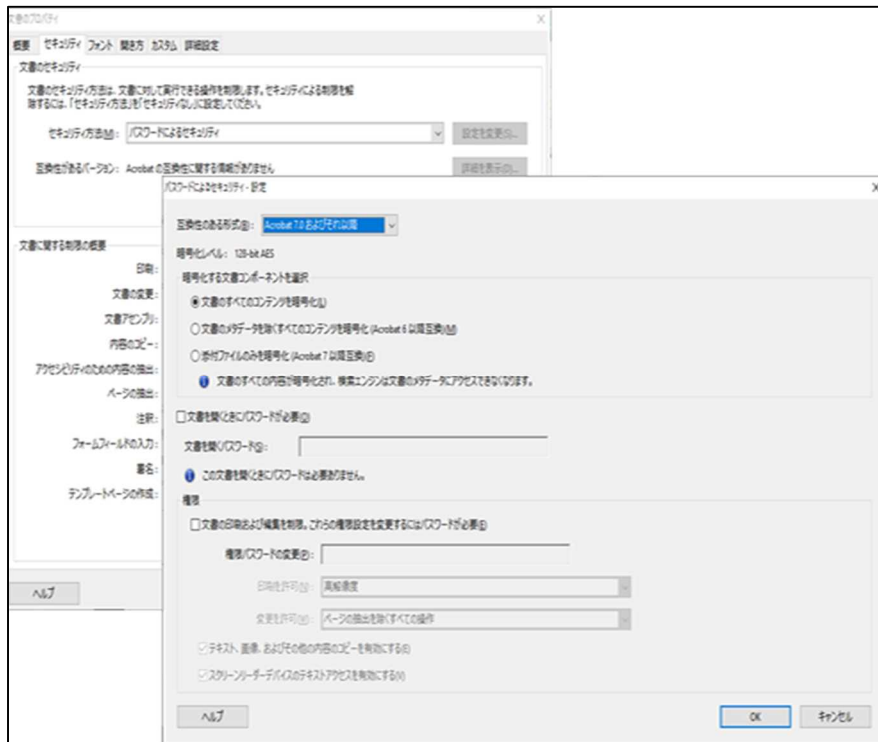 文書のプロパティ
概要 セキュリティ フォント 開き方 カスタム 詳細設定
文書のセキュリティ
文書のセキュリティ方法は、文書に対して実行できる操作を制限します。セキュリティによる制限を解
除するには、「セキュリティ方法」を「セキュリティなし」に設定してください。
セキュリティ方法(M): パスワードによるセキュリティ 設定を変更(S)...
互換性があるバージョン: Acrobat の互換性に関する情報がありません 詳細を表示(D)...
文書に関する制限の概要
印刷:
文書の変更:
文書アセンブリ:
内容のコピー:
アクセシビリティのための内容の抽出:
ページの抽出:
注釈:
フォームフィールドの入力:
署名:
テンプレートページの作成:
ヘルプ
パスワードによるセキュリティ - 設定
互換性のある形式(B): Acrobat 7.0 およびそれ以降
暗号化レベル: 128-bit AES
暗号化する文書コンポーネントを選択
文書のすべてのコンテンツを暗号化(L)
文書のメタデータを除くすべてのコンテンツを暗号化 (Acrobat 6 以降互換)(M)
添付ファイルのみを暗号化 (Acrobat 7 以降互換)(F)
文書のすべての内容が暗号化され、検索エンジンは文書のメタデータにアクセスできなくなります。
文書を開くときにパスワードが必要(O)
文書を開くパスワード(S):
この文書を開くときにパスワードは必要ありません。
権限
文書の印刷および編集を制限。これらの権限設定を変更するにはパスワードが必要(E)
権限パスワードの変更(P):
印刷を許可(N): 高解像度
変更を許可(W): ページの抽出を除くすべての操作
テキスト、画像、およびその他の内容のコピーを有効にする(E)
スクリーンリーダーデバイスのテキストアクセスを有効にする(V)
ヘルプ OK キャンセル